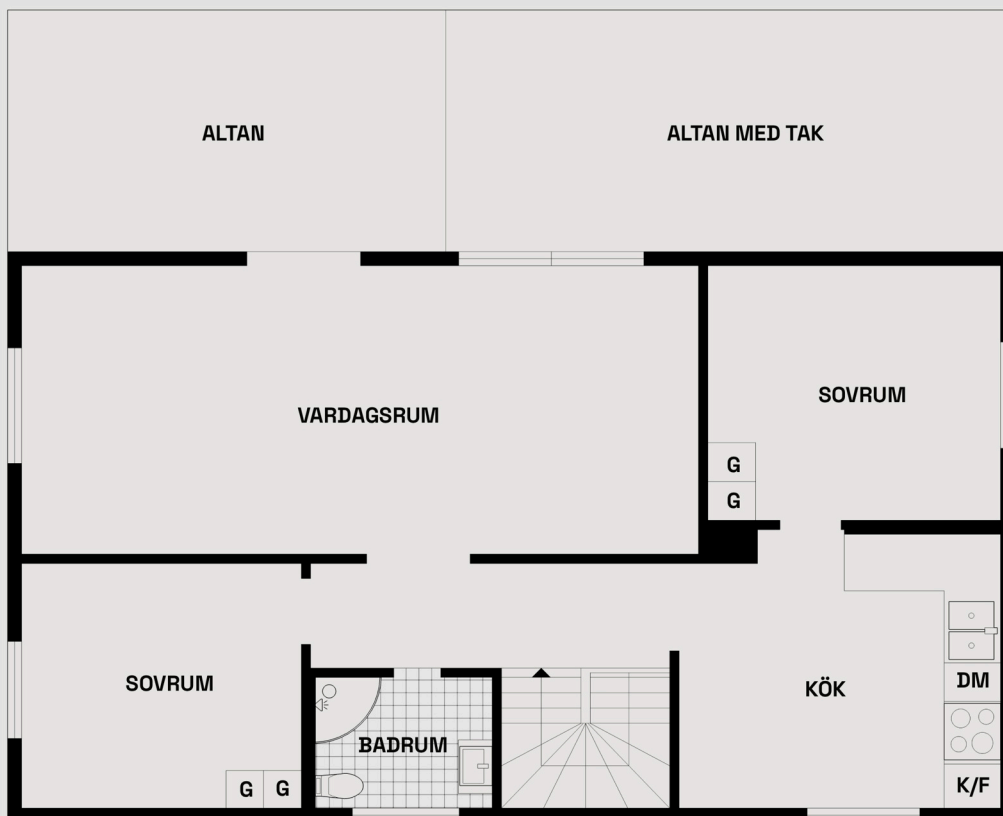 ALTAN
ALTAN MED TAK
VARDAGSRUM
SOVRUM
G
G
SOVRUM
G G
BADRUM
KÖK
DM
K/F